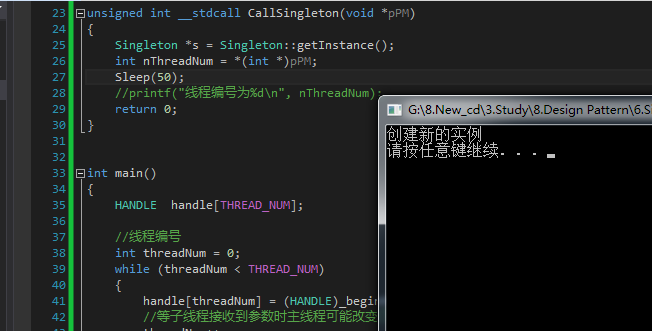 23 unsigned int __stdcall CallSingleton(void *pPM)
24 {
25 Singleton *s = Singleton::getInstance();
26 int nThreadNum = *(int *)pPM;
27 Sleep(50);
28 //printf("线程编号为%d\n", nThreadNum);
29 return 0;
30 }
31
32
33 int main()
34 {
35 HANDLE handle[THREAD_NUM];
36
37 //线程编号
38 int threadNum = 0;
39 while (threadNum < THREAD_NUM)
40 {
41 handle[threadNum] = (HANDLE)_begin
42 //等子线程接收到参数时主线程可能改变
G:\8.New_cd\3.Study\8.Design Pattern\6.S
创建新的实例
请按任意键继续. . .